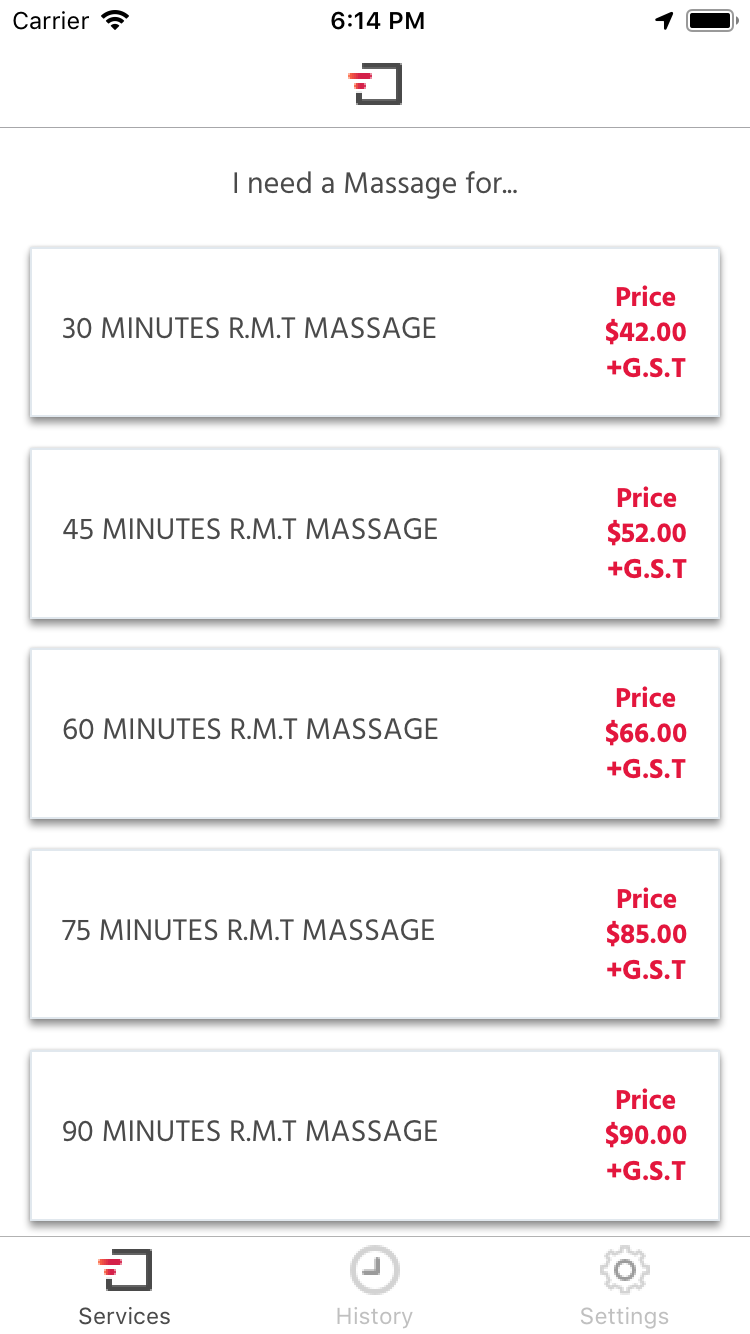 Carrier 6:14 PM
I need a Massage for...
30 MINUTES R.M.T MASSAGE
Price
$42.00
+G.S.T
45 MINUTES R.M.T MASSAGE
Price
$52.00
+G.S.T
60 MINUTES R.M.T MASSAGE
Price
$66.00
+G.S.T
75 MINUTES R.M.T MASSAGE
Price
$85.00
+G.S.T
90 MINUTES R.M.T MASSAGE
Price
$90.00
+G.S.T
Services History Settings